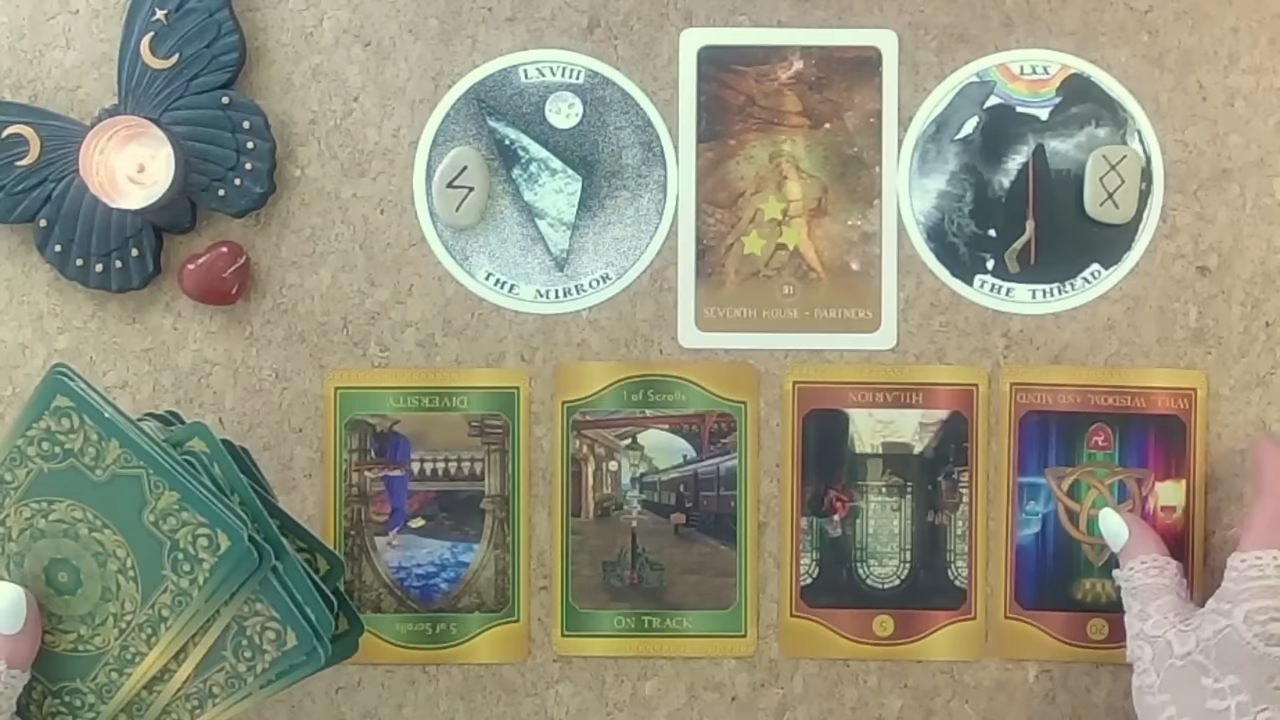 LXVIII
THE MIRROR
31
SEVENTH HOUSE - PARTNERS
LXX
THE THREAD
DIVERSITY
5 of Scrolls
1 of Scrolls
ON TRACK
HILARION
5
WILL, WISDOM, AND MIND
20